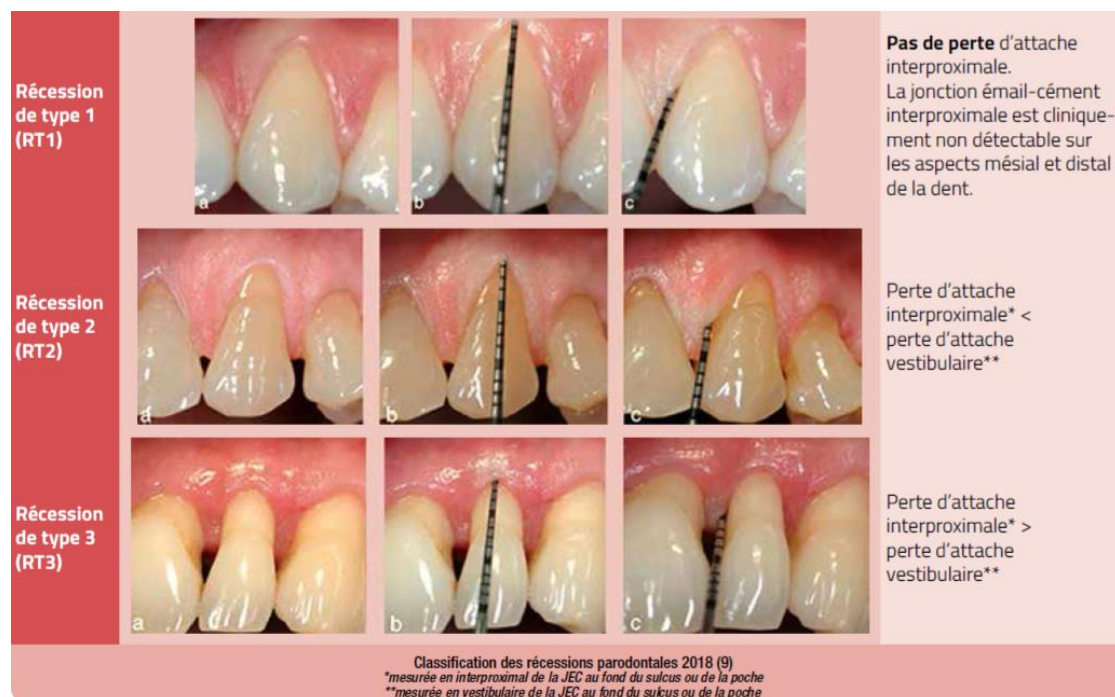 Récession
de type 1
(RT1)
a
b
c
Pas de perte d'attache
interproximale.
La jonction émail-cément
interproximale est clinique-
ment non détectable sur
les aspects mésial et distal
de la dent.
Récession
de type 2
(RT2)
a
b
c
Perte d'attache
interproximale* <
perte d'attache
vestibulaire**
Récession
de type 3
(RT3)
a
b
c
Perte d'attache
interproximale* >
perte d'attache
vestibulaire**
Classification des récessions parodontales 2018 (9)
*mesurée en interproximal de la JEC au fond du sulcus ou de la poche
**mesurée en vestibulaire de la JEC au fond du sulcus ou de la poche